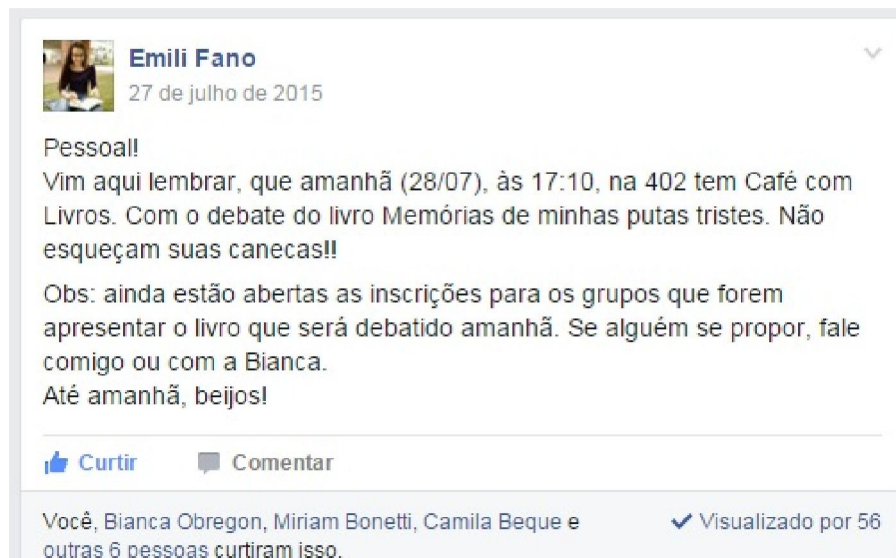 Emili Fano
27 de julho de 2015
Pessoal!
Vim aqui lembrar, que amanhã (28/07), às 17:10, na 402 tem Café com
Livros. Com o debate do livro Memórias de minhas putas tristes. Não
esqueçam suas canecas!!
Obs: ainda estão abertas as inscrições para os grupos que forem
apresentar o livro que será debatido amanhã. Se alguém se propor, fale
comigo ou com a Bianca.
Até amanhã, beijos!
Curtir Comentar
Você, Bianca Obregon, Miriam Bonetti, Camila Beque e Visualizado por 56
outras 6 pessoas curtiram isso.